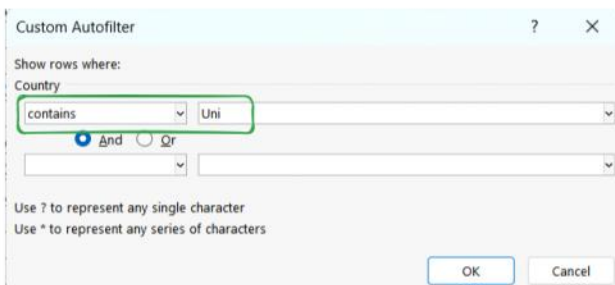 Custom Autofilter ? X
Show rows where:
Country
contains Uni
And Or
Use ? to represent any single character
Use * to represent any series of characters
OK Cancel